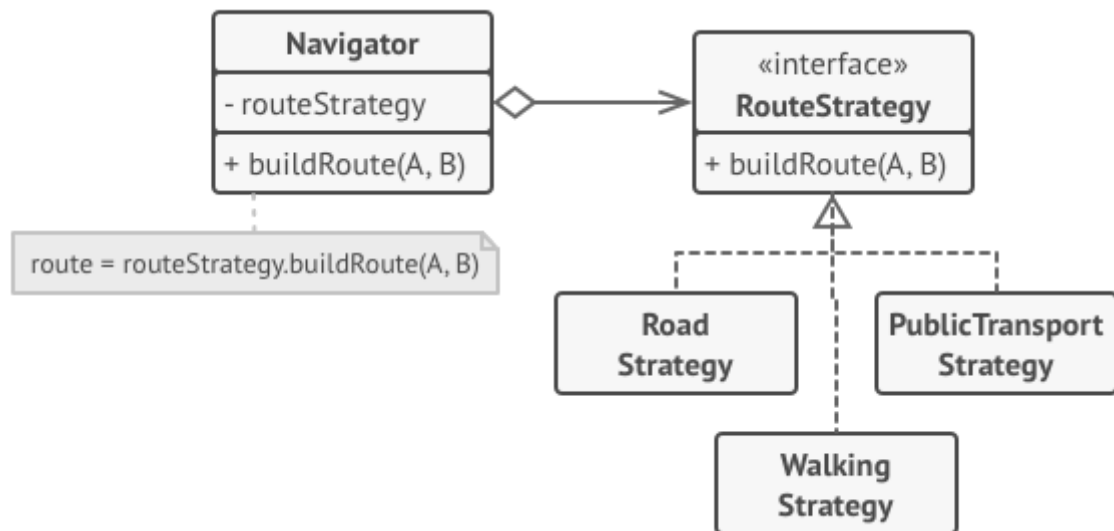 Navigator
- routeStrategy
+ buildRoute(A, B)
route = routeStrategy.buildRoute(A, B)
«interface»
RouteStrategy
+ buildRoute(A, B)
Road
Strategy
PublicTransport
Strategy
Walking
Strategy